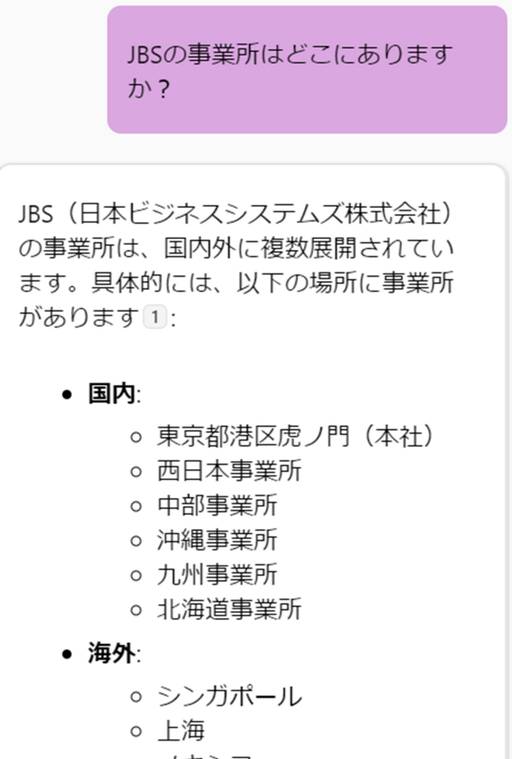 JBSの事業所はどこにあります
か？
JBS（日本ビジネスシステムズ株式会社）
の事業所は、国内外に複数展開されてい
ます。具体的には、以下の場所に事業所
があります 1 :
• 国内:
○ 東京都港区虎ノ門（本社）
○ 西日本事業所
○ 中部事業所
○ 沖縄事業所
○ 九州事業所
○ 北海道事業所
• 海外:
○ シンガポール
○ 上海